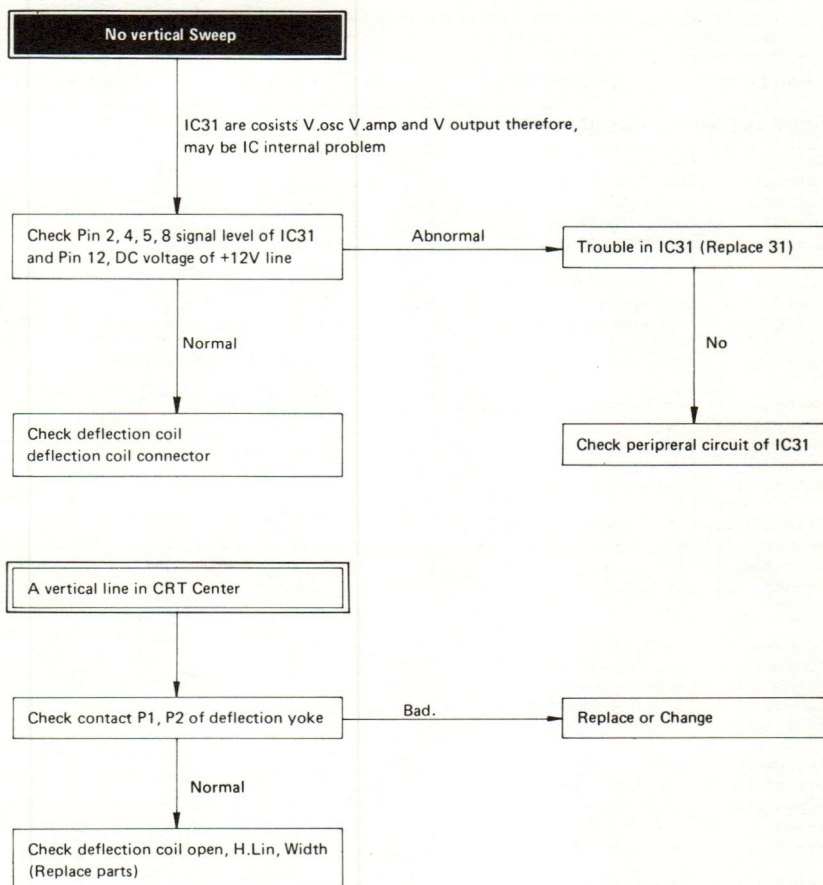 No vertical Sweep
IC31 are cosists V.osc V.amp and V output therefore,
may be IC internal problem
Check Pin 2, 4, 5, 8 signal level of IC31
and Pin 12, DC voltage of +12V line
Abnormal
Trouble in IC31 (Replace 31)
Normal
No
Check deflection coil
deflection coil connector
Check peripreral circuit of IC31
A vertical line in CRT Center
Check contact P1, P2 of deflection yoke
Bad.
Replace or Change
Normal
Check deflection coil open, H.Lin, Width
(Replace parts)